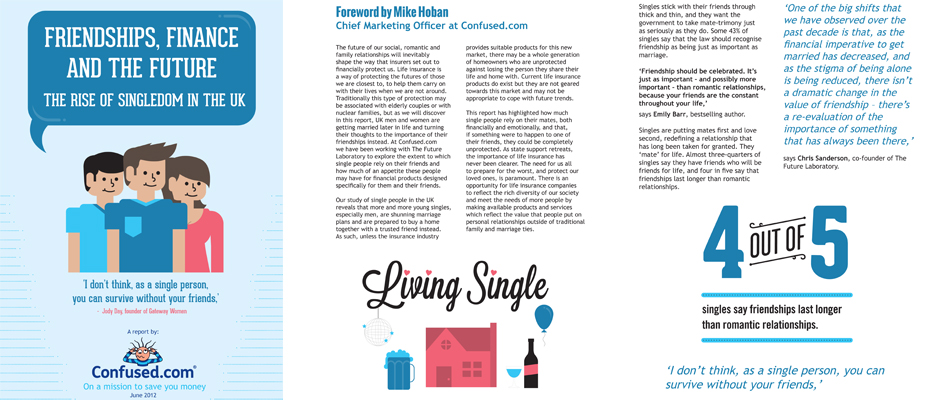 FRIENDSHIPS, FINANCE
AND THE FUTURE
THE RISE OF SINGLEDOM IN THE UK
'I don't think, as a single person,
you can survive without your friends,'
- Jody Day, founder of Gateway Women
A report by:
Confused.com®
On a mission to save you money
June 2012
Foreword by Mike Hoban
Chief Marketing Officer at Confused.com
The future of our social, romantic and
family relationships will inevitably
shape the way that insurers set out to
financially protect us. Life insurance is
a way of protecting the futures of those
we are closest to, to help them carry on
with their lives when we are not around.
Traditionally this type of protection may
be associated with elderly couples or with
nuclear families, but as we will discover
in this report, UK men and women are
getting married later in life and turning
their thoughts to the importance of their
friendships instead. At Confused.com
we have been working with The Future
Laboratory to explore the extent to which
single people rely on their friends and
how much of an appetite these people
may have for financial products designed
specifically for them and their friends.
Our study of single people in the UK
reveals that more and more young singles,
especially men, are shunning marriage
plans and are prepared to buy a home
together with a trusted friend instead.
As such, unless the insurance industry
provides suitable products for this new
market, there may be a whole generation
of homeowners who are unprotected
against losing the person they share their
life and home with. Current life insurance
products do exist but they are not geared
towards this market and may not be
appropriate to cope with future trends.
This report has highlighted how much
single people rely on their mates, both
financially and emotionally, and that,
if something were to happen to one of
their friends, they could be completely
unprotected. As state support retreats,
the importance of life insurance has
never been clearer. The need for us all
to prepare for the worst, and protect our
loved ones, is paramount. There is an
opportunity for life insurance companies
to reflect the rich diversity of our society
and meet the needs of more people by
making available products and services
which reflect the value that people put on
personal relationships outside of traditional
family and marriage ties.
Living Single
Singles stick with their friends through
thick and thin, and they want the
government to take mate-trimony just
as seriously as they do. Some 43% of
singles say that the law should recognise
friendship as being just as important as
marriage.
'Friendship should be celebrated. It's
just as important - and possibly more
important - than romantic relationships,
because your friends are the constant
throughout your life,'
says Emily Barr, bestselling author.
Singles are putting mates first and love
second, redefining a relationship that
has long been taken for granted. They
'mate' for life. Almost three-quarters of
singles say they have friends who will be
friends for life, and four in five say that
friendships last longer than romantic
relationships.
'One of the big shifts that
we have observed over the
past decade is that, as the
financial imperative to get
married has decreased, and
as the stigma of being alone
is being reduced, there isn't
a dramatic change in the
value of friendship – there's
a re-evaluation of the
importance of something
that has always been there,'
says Chris Sanderson, co-founder of The
Future Laboratory.
4 OUT OF 5
singles say friendships last longer
than romantic relationships.
'I don't think, as a single person, you can
survive without your friends,'